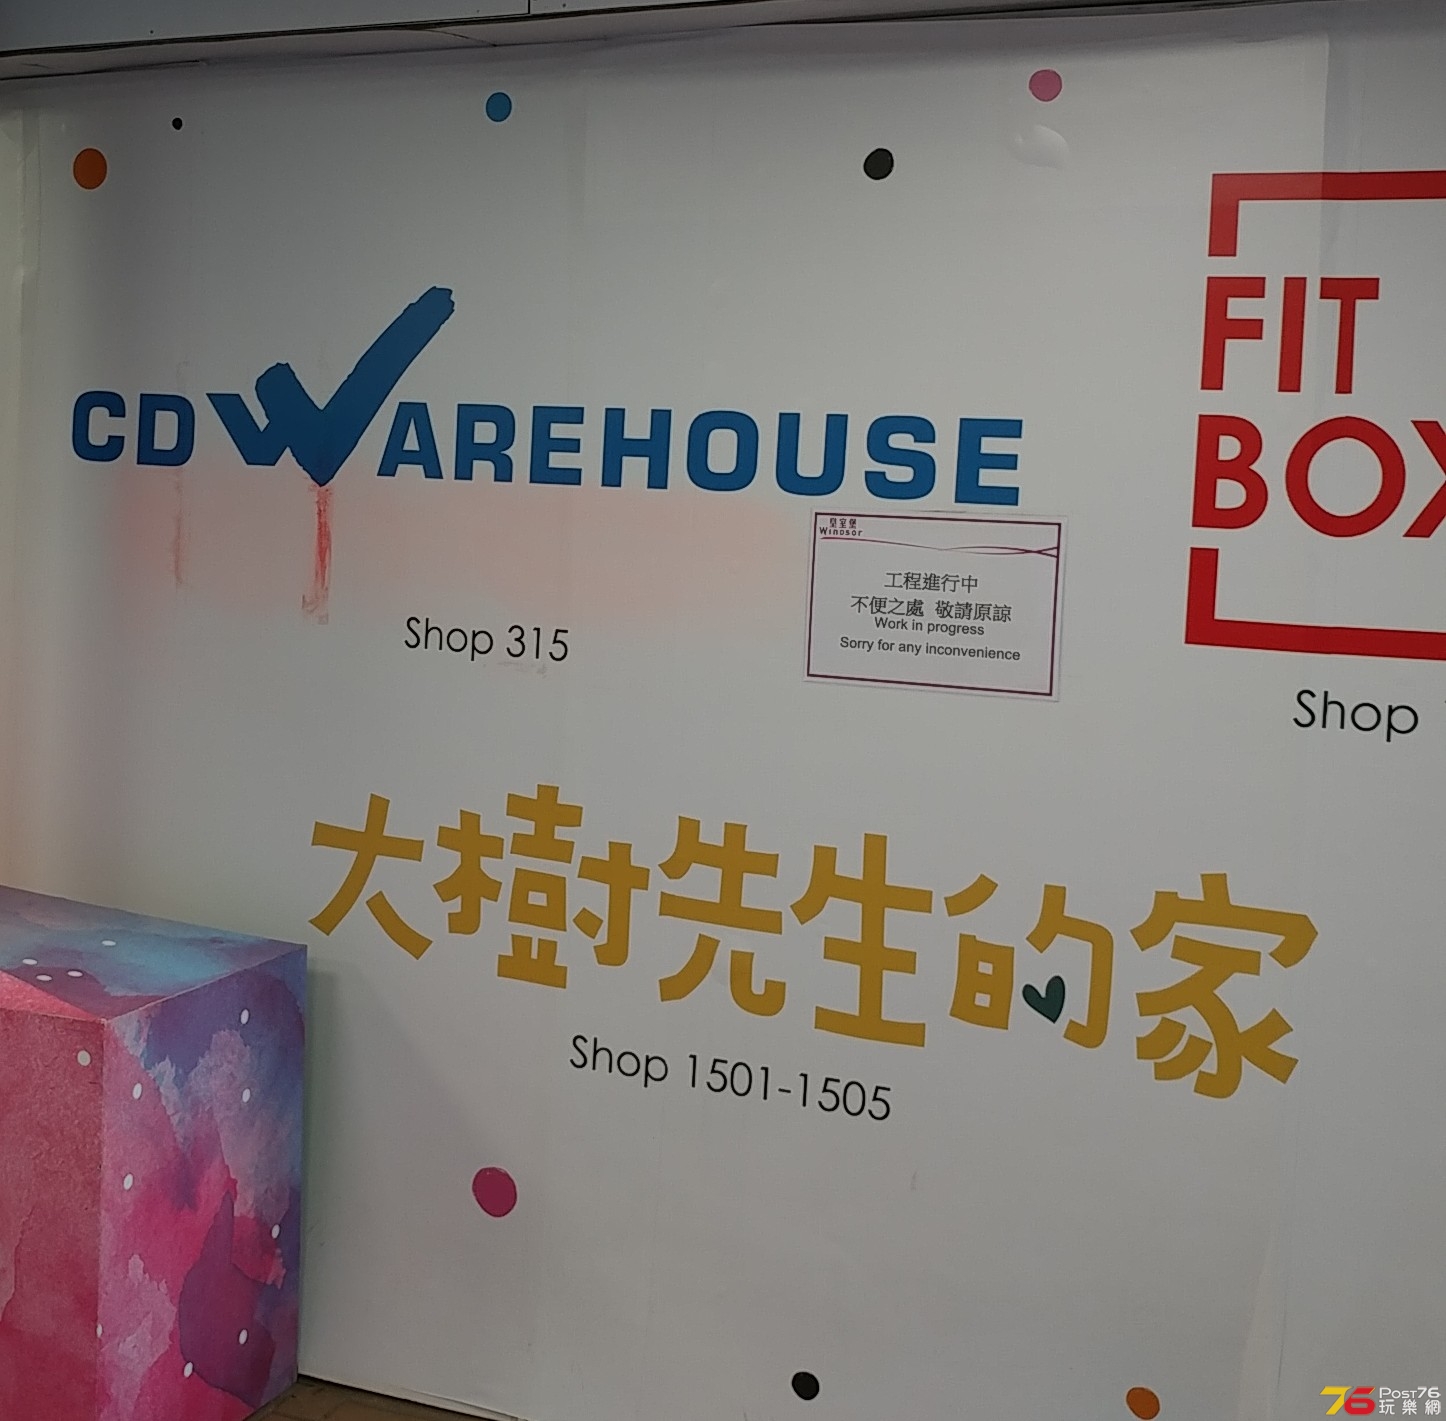 CD WAREHOUSE
Shop 315
皇室堡
WINDSOR
工程進行中
不便之處 敬請原諒
Work in progress
Sorry for any inconvenience
FIT
BOX
Shop
大樹先生的家
Shop 1501-1505
76 POST76
玩樂網